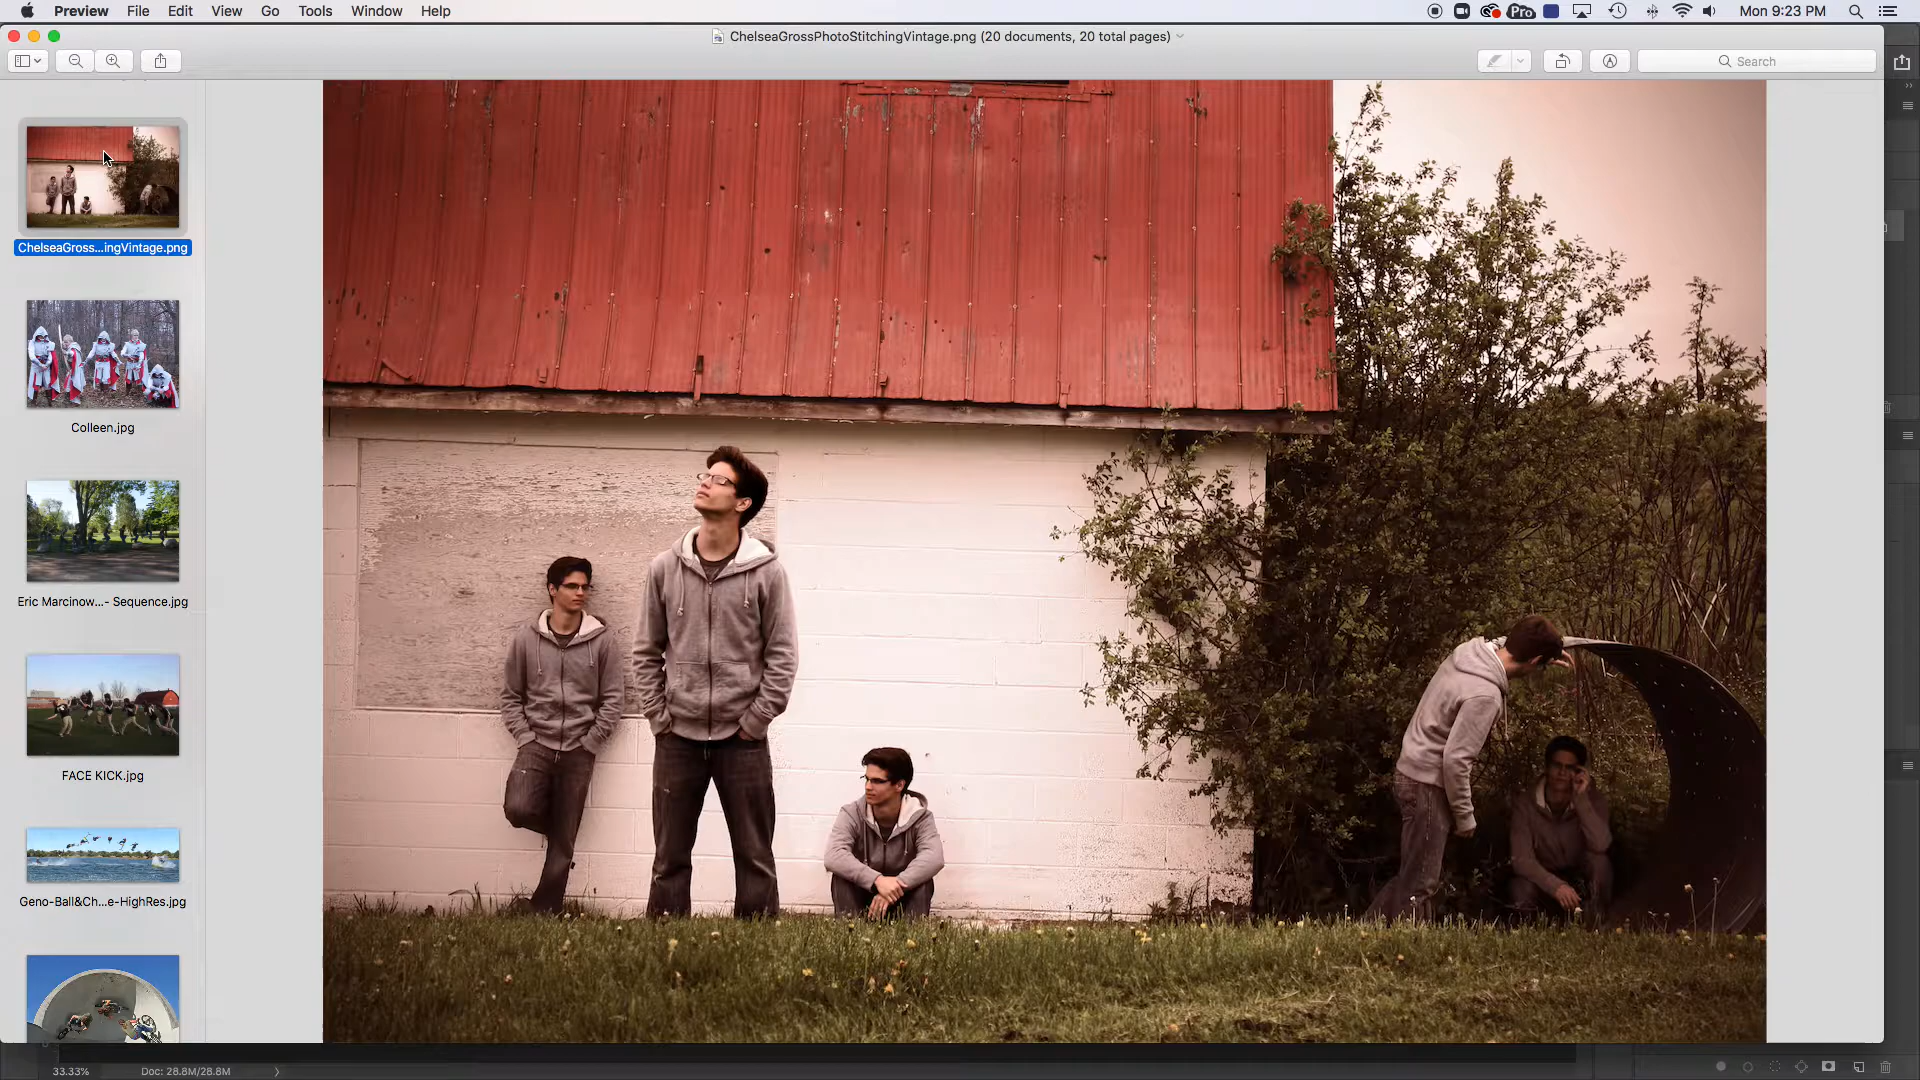 Preview File Edit View Go Tools Window Help
Pro
Mon 9:23 PM
ChelseaGrossPhotoStitchingVintage.png (20 documents, 20 total pages)
Search
ChelseaGross...ingVintage.png
Colleen.jpg
Eric Marcinow...- Sequence.jpg
FACE KICK.jpg
Geno-Ball&Ch...e-HighRes.jpg
33.33%
Doc: 28.8M/28.8M